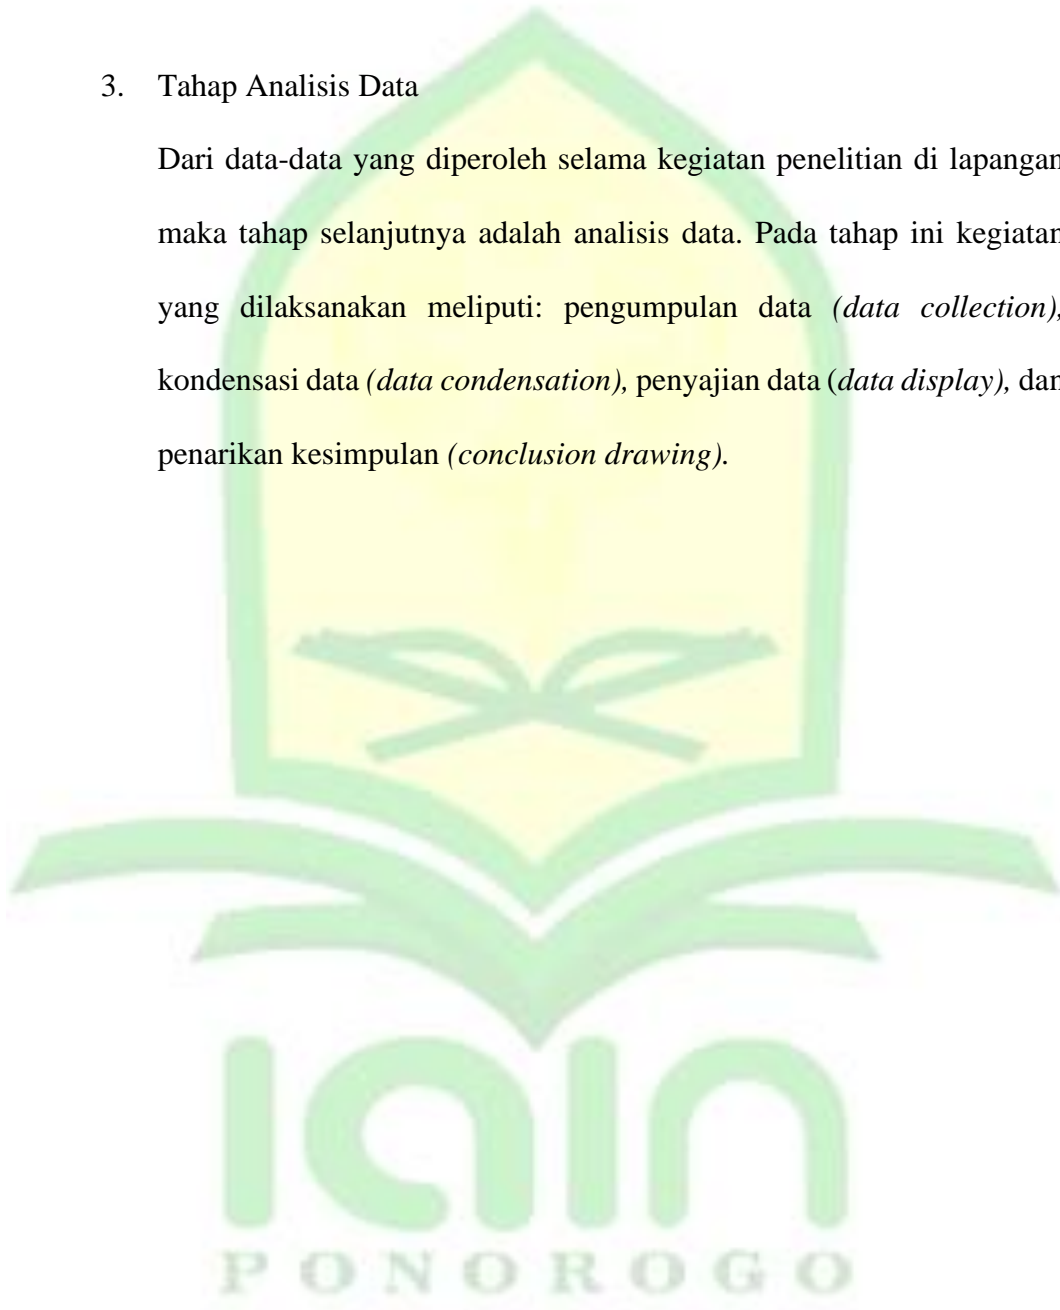 3. Tahap Analisis Data
Dari data-data yang diperoleh selama kegiatan penelitian di lapangan
maka tahap selanjutnya adalah analisis data. Pada tahap ini kegiatan
yang dilaksanakan meliputi: pengumpulan data (data collection),
kondensasi data (data condensation), penyajian data (data display), dan
penarikan kesimpulan (conclusion drawing).
iain
PONOROGO